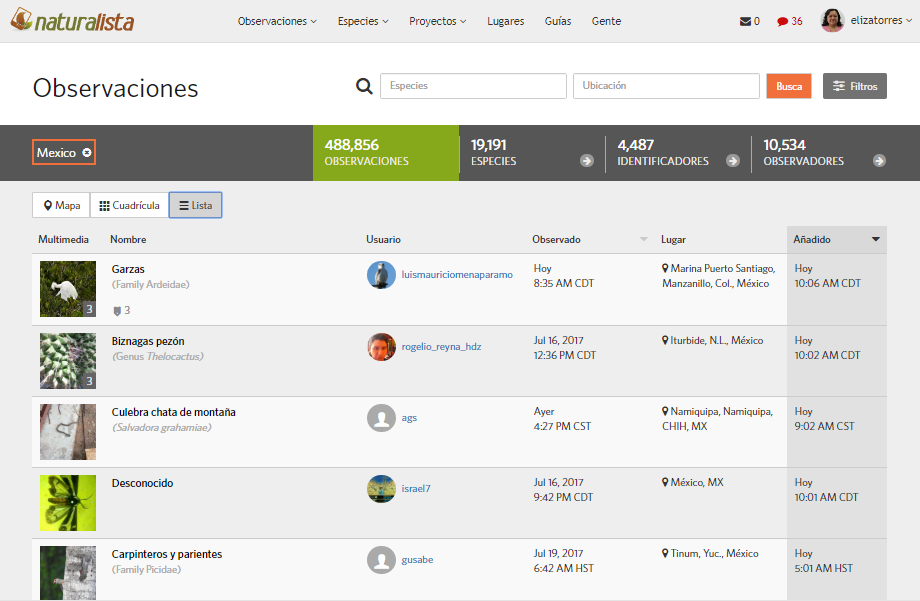 naturalista
Observaciones Especies Proyectos Lugares Guías Gente 0 36 elizatorres
Observaciones Especies Ubicación Busca Filtros
Mexico
488,856 19,191 4,487 10,534
OBSERVACIONES ESPECIES IDENTIFICADORES OBSERVADORES
Mapa Cuadrícula Lista
Multimedia Nombre Usuario Observado Lugar Añadido
Garzas
(Family Ardeidae)
3
3
luismauriciomenaparamo
Hoy
8:35 AM CDT
Marina Puerto Santiago,
Manzanillo, Col., México
Hoy
10:06 AM CDT
Biznagas pezón
(Genus Thelocactus)
3
rogelio_reyna_hdz
Jul 16, 2017
12:36 PM CDT
Iturbide, N.L., México
Hoy
10:02 AM CDT
Culebra chata de montaña
(Salvadora grahamiae)
ags
Ayer
4:27 PM CST
Namiquipa, Namiquipa,
CHIH, MX
Hoy
9:02 AM CST
Desconocido
israel7
Jul 16, 2017
9:42 PM CDT
México, MX
Hoy
10:01 AM CDT
Carpinteros y parientes
(Family Picidae)
gusabe
Jul 19, 2017
6:42 AM HST
Tinum, Yuc., México
Hoy
5:01 AM HST